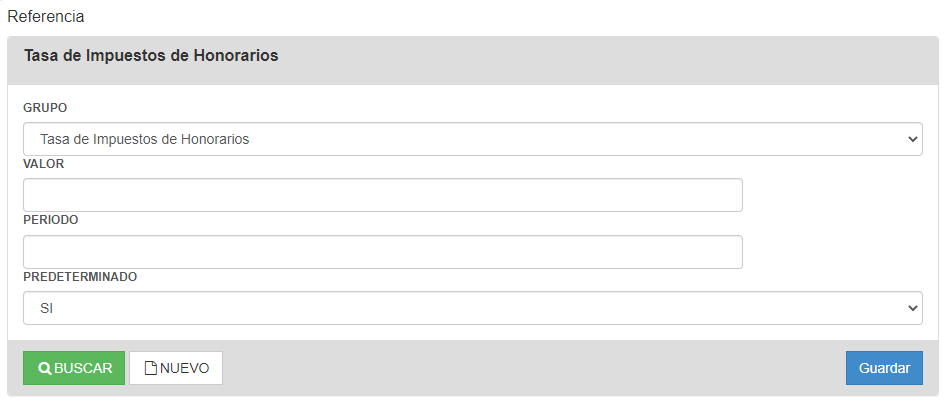 Referencia
Tasa de Impuestos de Honorarios
GRUPO
Tasa de Impuestos de Honorarios
VALOR
PERIODO
PREDETERMINADO
SI
BUSCAR NUEVO Guardar